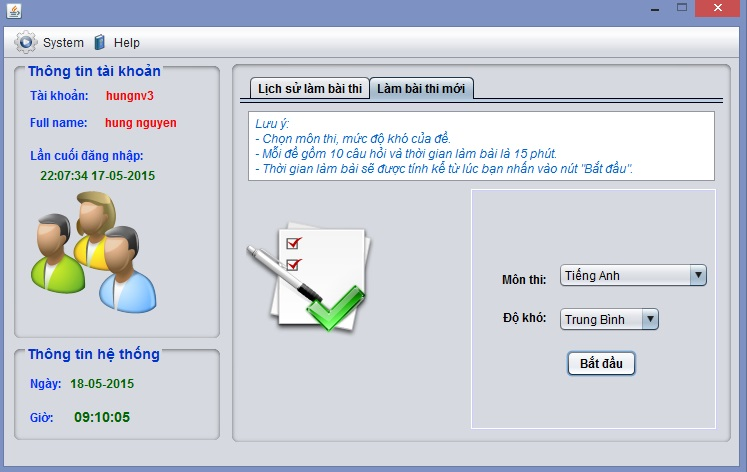 System Help
Thông tin tài khoản
Tài khoản: hungnv3
Full name: hung nguyen
Lần cuối đăng nhập:
22:07:34 17-05-2015
Thông tin hệ thống
Ngày: 18-05-2015
Giờ: 09:10:05
Lịch sử làm bài thi Làm bài thi mới
Lưu ý:
- Chọn môn thi, mức độ khó của đề.
- Mỗi đề gồm 10 câu hỏi và thời gian làm bài là 15 phút.
- Thời gian làm bài sẽ được tính kể từ lúc bạn nhấn vào nút "Bắt đầu".
Môn thi: Tiếng Anh
Độ khó: Trung Bình
Bắt đầu